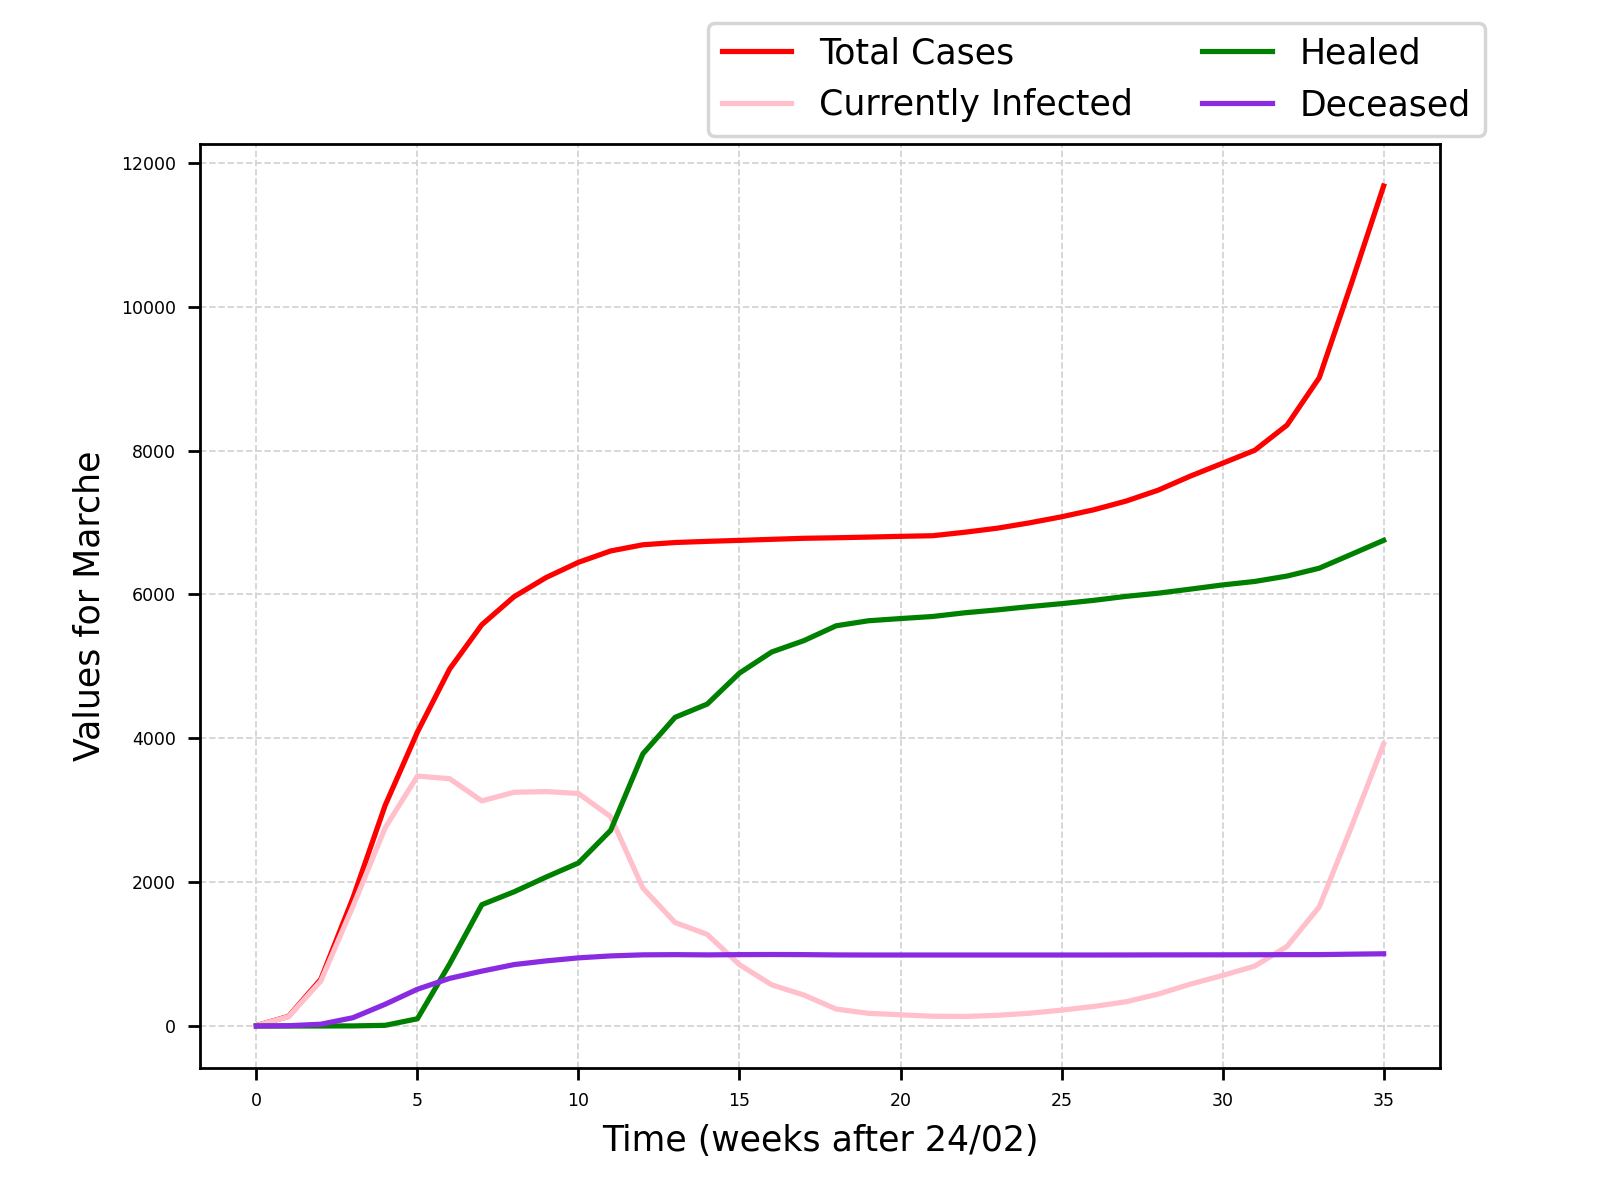 Total Cases
Currently Infected
Healed
Deceased
12000
10000
8000
6000
4000
2000
0
Values for Marche
0 5 10 15 20 25 30 35
Time (weeks after 24/02)